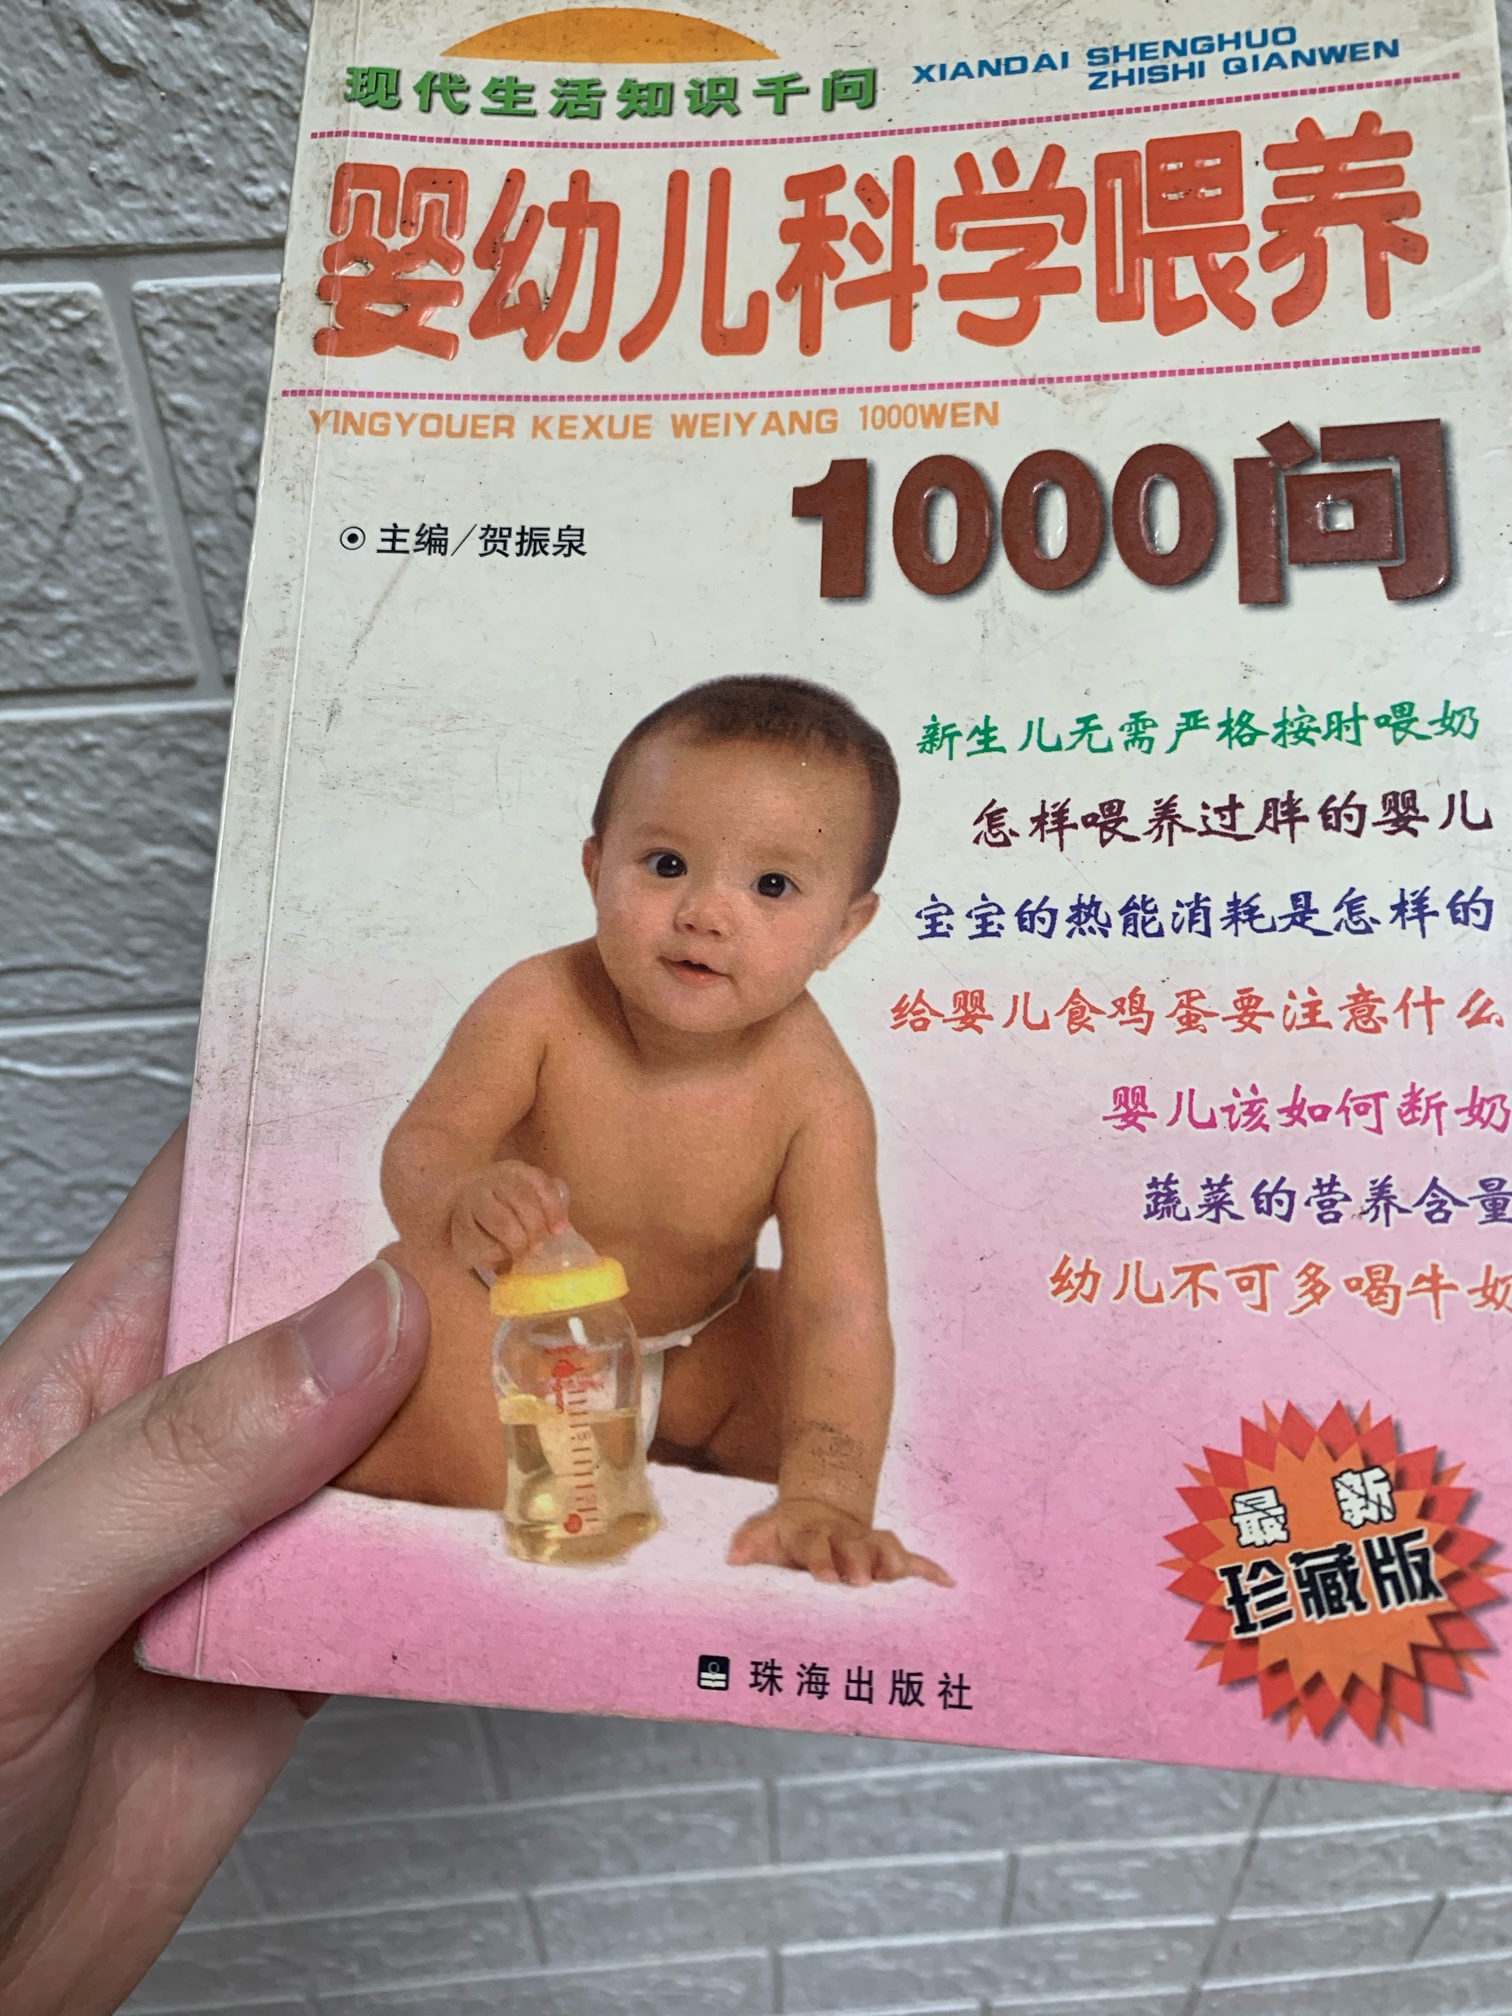 现代生活知识千问
XIANDAI SHENGHUO
ZHISHI QIANWEN
婴幼儿科学喂养
YINGYOUER KEXUE WEIYANG 1000WEN
1000问
主编/贺振泉
新生儿无需严格按时喂奶
怎样喂养过胖的婴儿
宝宝的热能消耗是怎样的
给婴儿食鸡蛋要注意什么
婴儿该如何断奶
蔬菜的营养含量
幼儿不可多喝牛奶
最新
珍藏版
珠海出版社